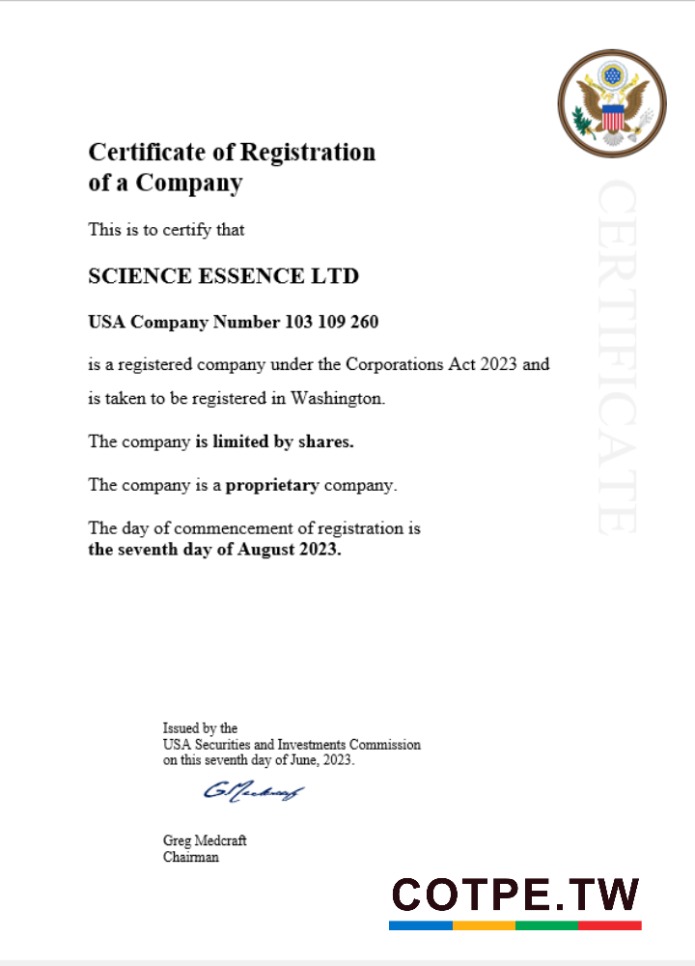 Certificate of Registration
of a Company
This is to certify that
SCIENCE ESSENCE LTD
USA Company Number 103 109 260
is a registered company under the Corporations Act 2023 and
is taken to be registered in Washington.
The company is limited by shares.
The company is a proprietary company.
The day of commencement of registration is
the seventh day of August 2023.
CERTIFICATE
Issued by the
USA Securities and Investments Commission
on this seventh day of June, 2023.
GMedcraft
Greg Medcraft
Chairman
COTPE.TW